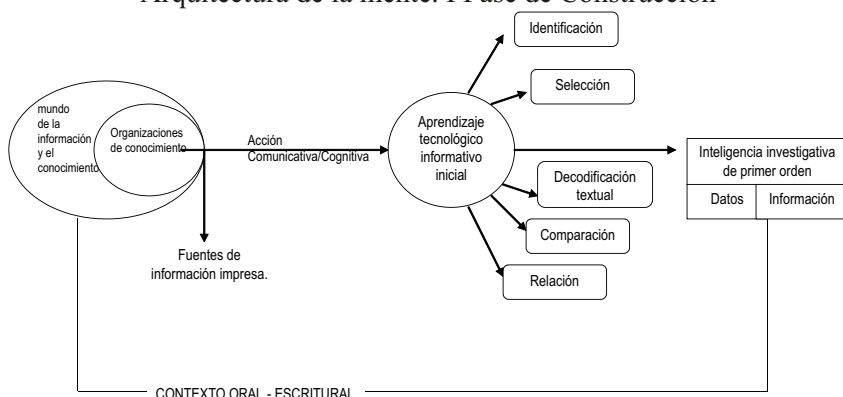 Arquitectura de la mente. I Fase de Construcción
Identificación
Selección
mundo
de la
información
y el
conocimiento
Organizaciones
de conocimiento
Acción
Comunicativa/Cognitiva
Aprendizaje
tecnológico
informativo
inicial
Inteligencia investigativa
de primer orden
Datos
Información
Decodificación
textual
Comparación
Relación
Fuentes de
información impresa.
CONTEXTO ORAL - ESCRITURAL